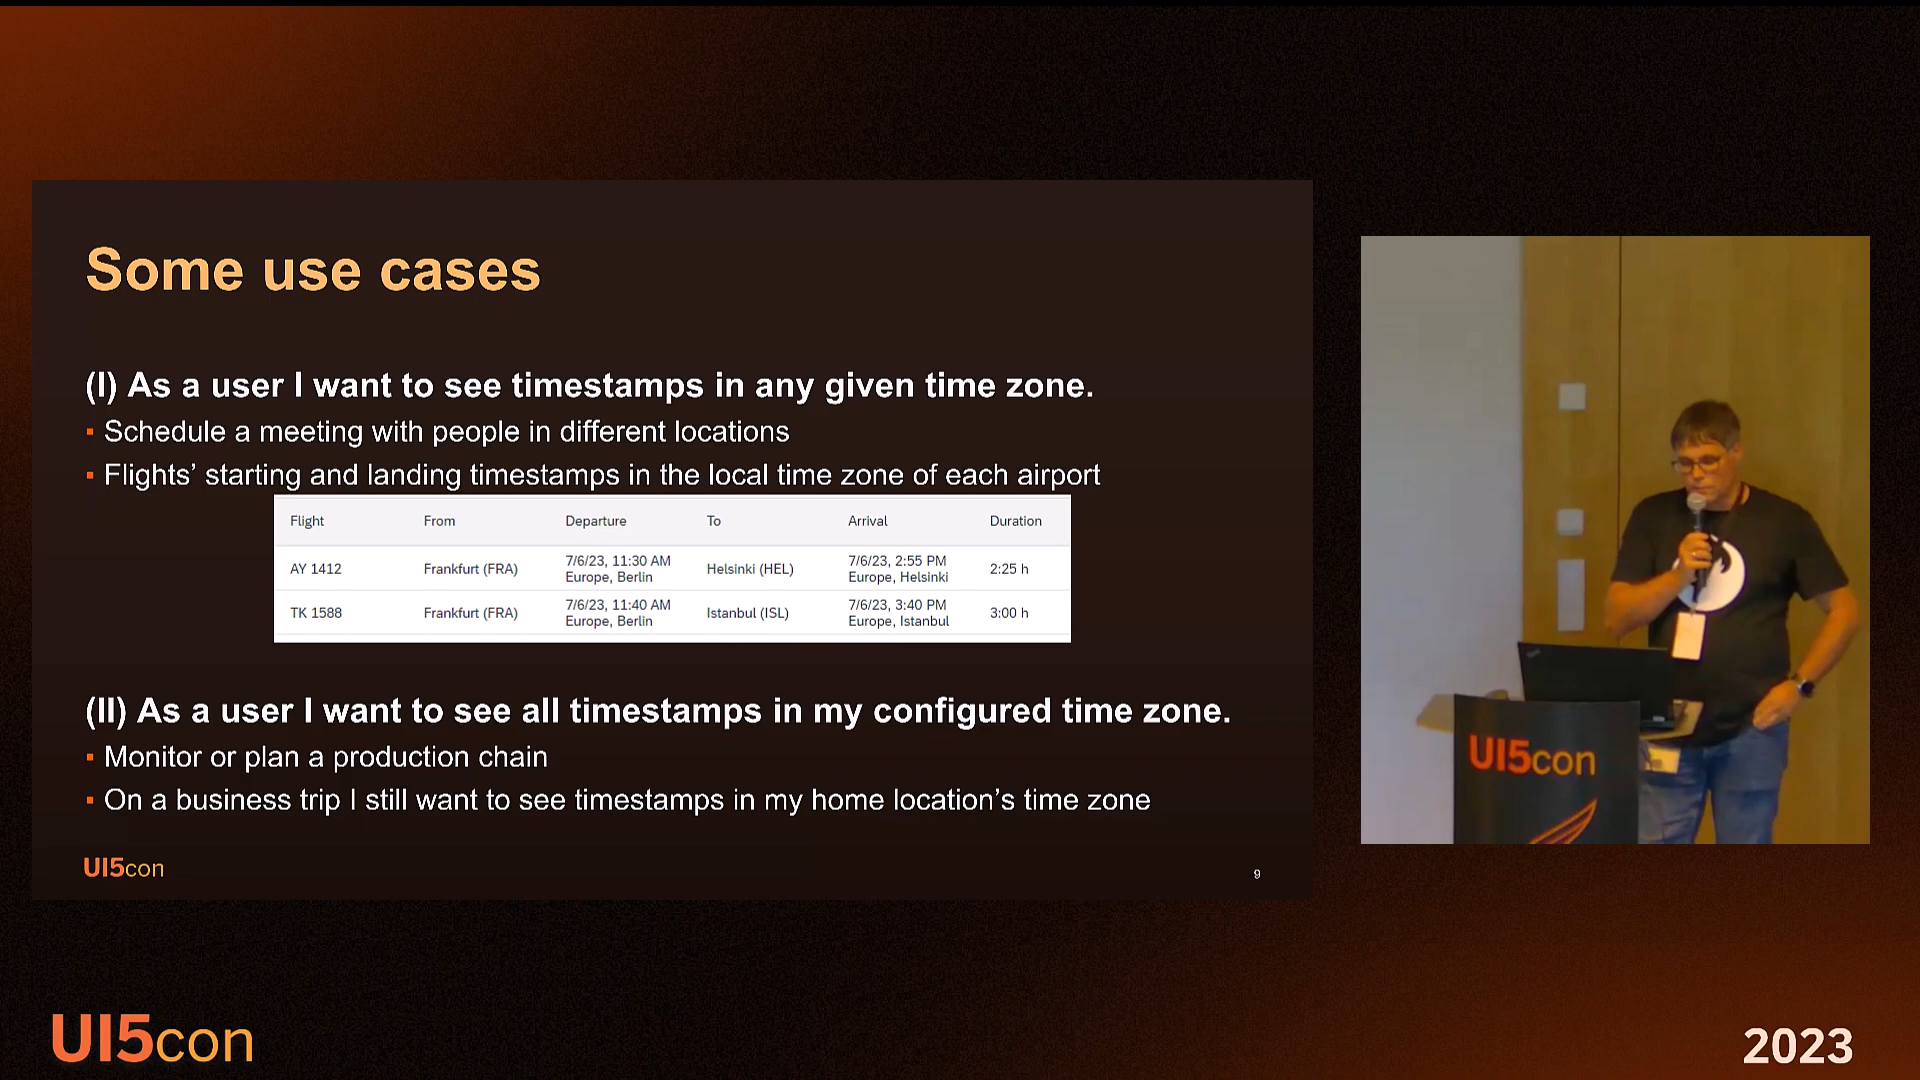 Some use cases
(I) As a user I want to see timestamps in any given time zone.
▪ Schedule a meeting with people in different locations
▪ Flights’ starting and landing timestamps in the local time zone of each airport
Flight From Departure To Arrival Duration
AY 1412 Frankfurt (FRA) 7/6/23, 11:30 AM Europe, Berlin Helsinki (HEL) 7/6/23, 2:55 PM Europe, Helsinki 2:25 h
TK 1588 Frankfurt (FRA) 7/6/23, 11:40 AM Europe, Berlin Istanbul (ISL) 7/6/23, 3:40 PM Europe, Istanbul 3:00 h
(II) As a user I want to see all timestamps in my configured time zone.
▪ Monitor or plan a production chain
▪ On a business trip I still want to see timestamps in my home location’s time zone
UI5con
9
UI5con
UI5con
2023